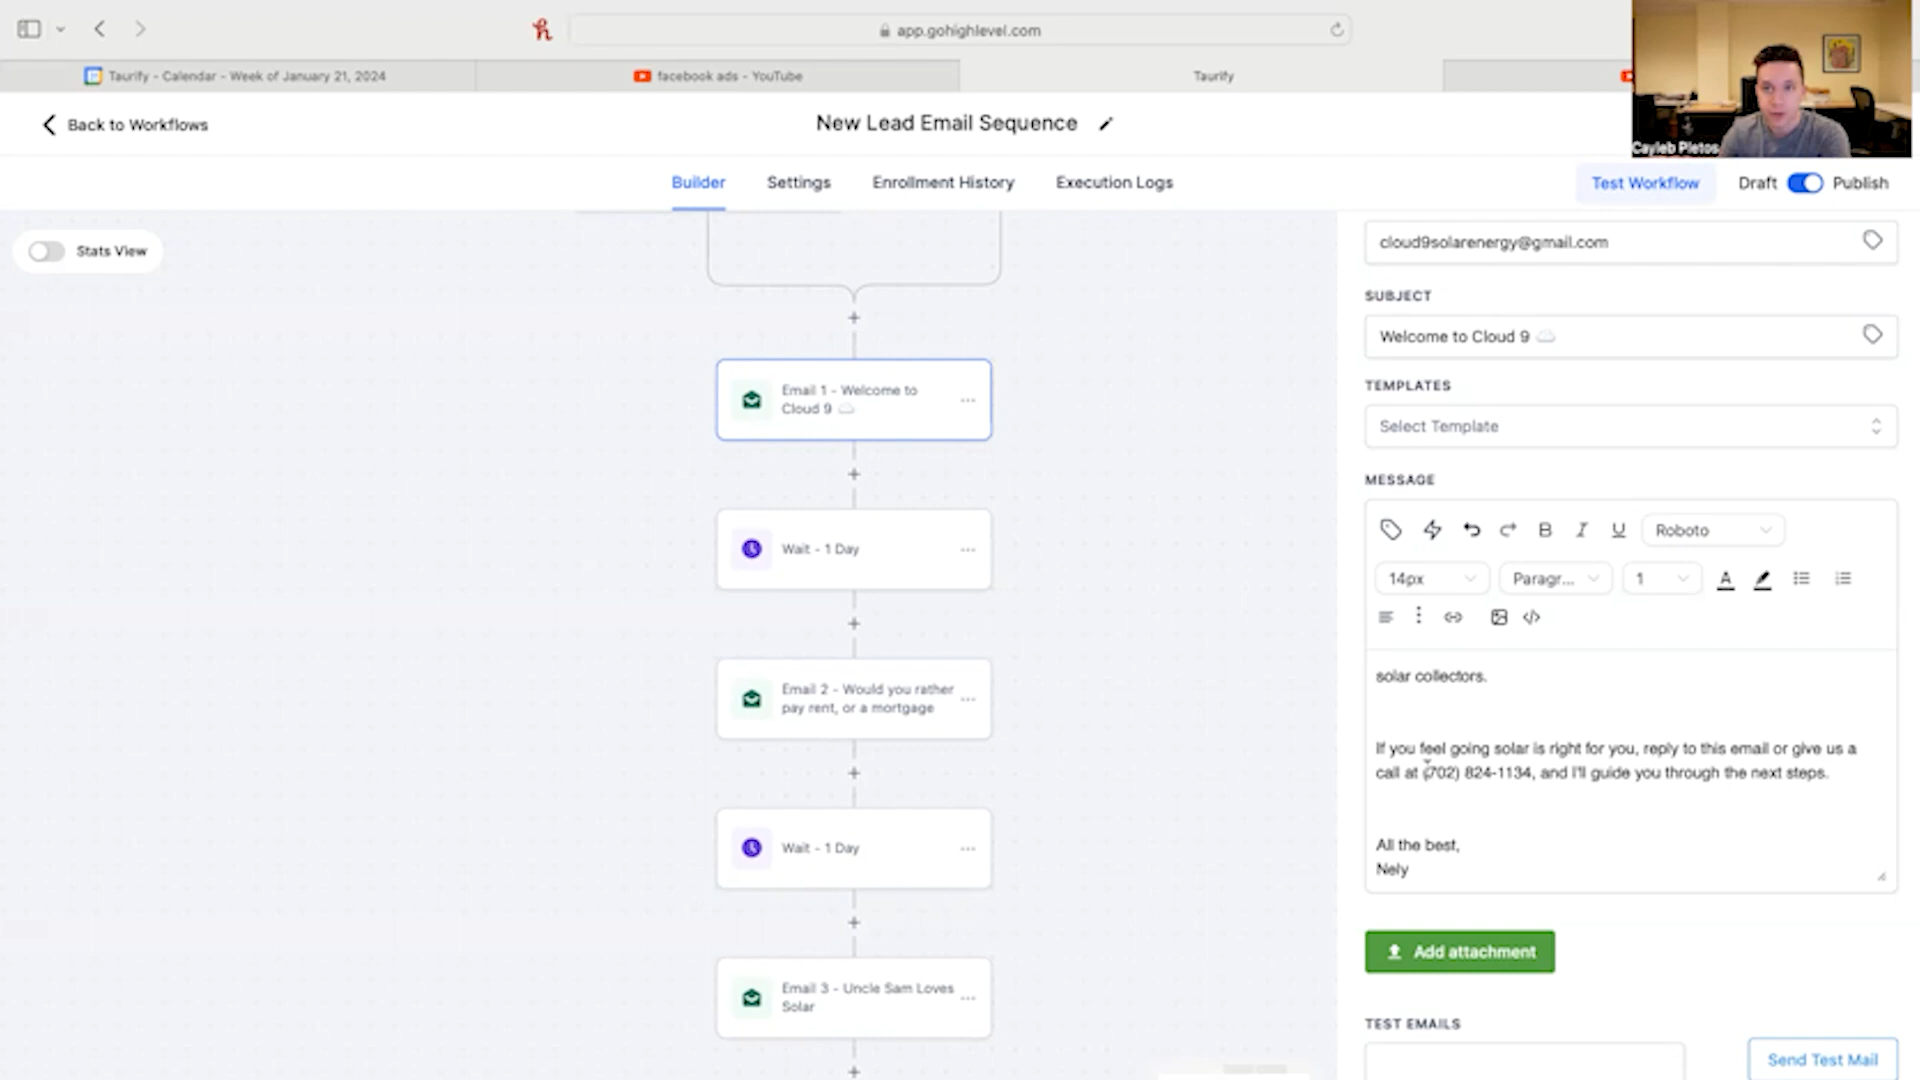 app.gohighlevel.com
Taurify - Calendar - Week of January 21, 2024
facebook ads - YouTube
Taurify
Cayleb Pletos
Back to Workflows
New Lead Email Sequence
Builder
Settings
Enrollment History
Execution Logs
Test Workflow
Draft
Publish
Stats View
Email 1 - Welcome to
Cloud 9
Wait - 1 Day
Email 2 - Would you rather
pay rent, or a mortgage
Wait - 1 Day
Email 3 - Uncle Sam Loves
Solar
cloud9solarenergy@gmail.com
SUBJECT
Welcome to Cloud 9
TEMPLATES
Select Template
MESSAGE
B
I
U
Roboto
14px
Paragr...
1
A
solar collectors.
If you feel going solar is right for you, reply to this email or give us a
call at (702) 824-1134, and I'll guide you through the next steps.
All the best,
Nely
Add attachment
TEST EMAILS
Send Test Mail